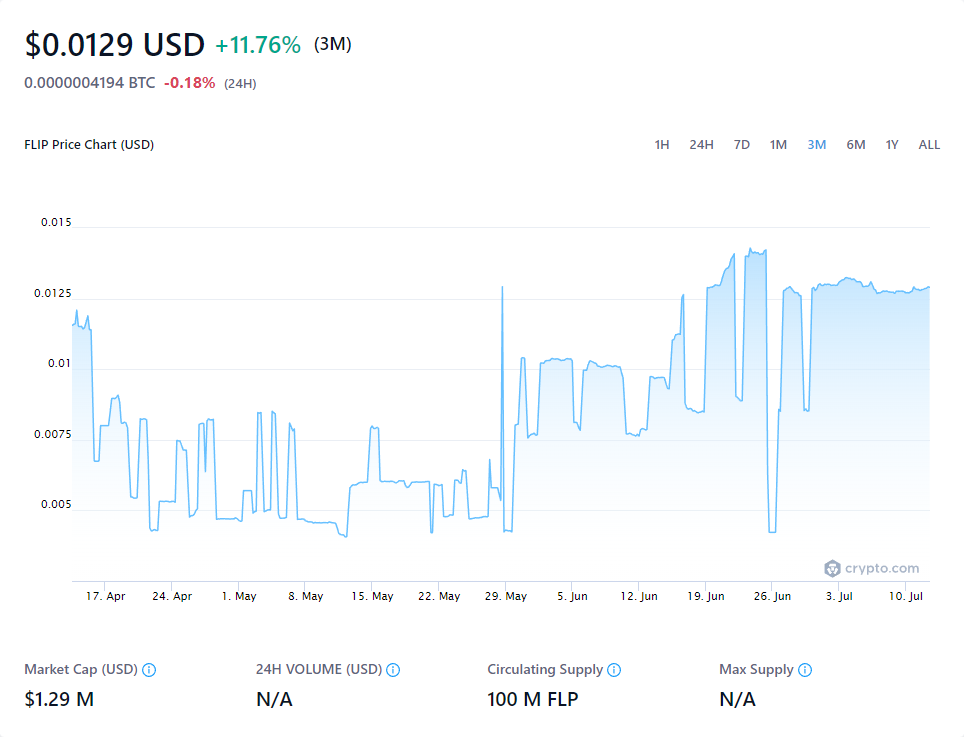 $0.0129 USD +11.76% (3M)
0.0000004194 BTC -0.18% (24H)
FLIP Price Chart (USD) 1H 24H 7D 1M 3M 6M 1Y ALL
0.015
0.0125
0.01
0.0075
0.005
crypto.com
17. Apr 24. Apr 1. May 8. May 15. May 22. May 29. May 5. Jun 12. Jun 19. Jun 26. Jun 3. Jul 10. Jul
Market Cap (USD) 24H VOLUME (USD) Circulating Supply Max Supply
$1.29 M N/A 100 M FLP N/A